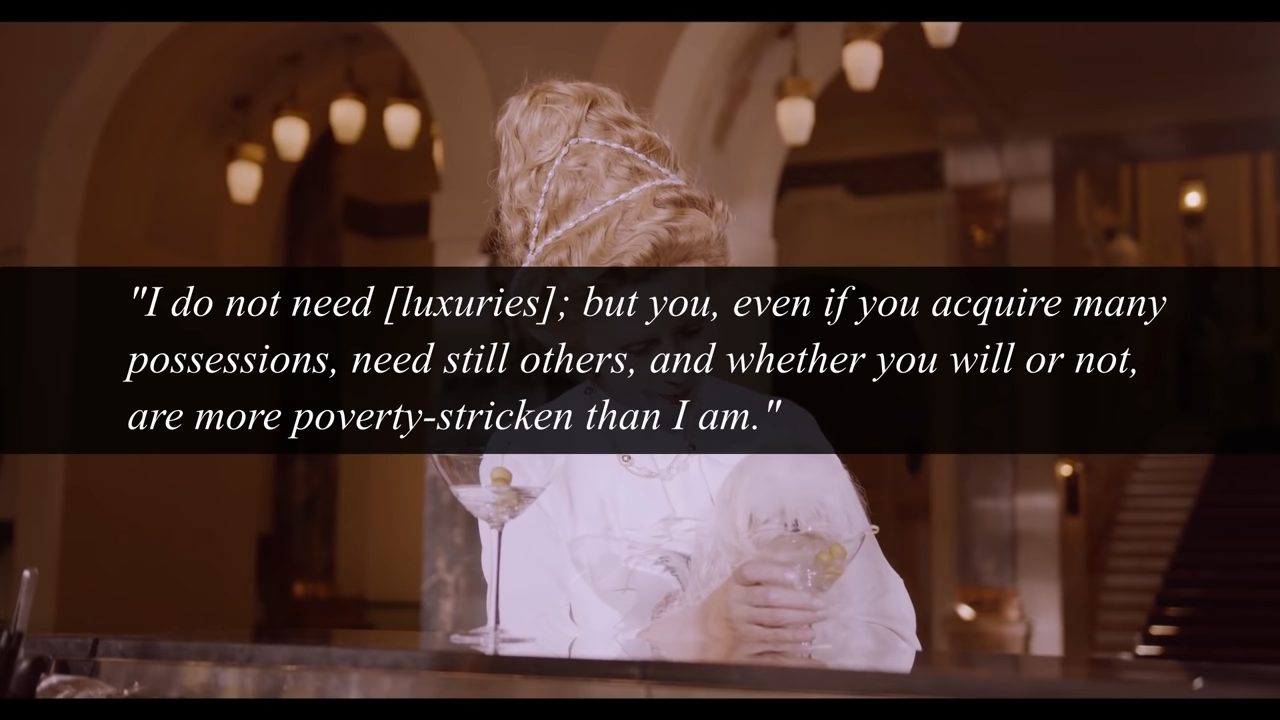 "I do not need [luxuries]; but you, even if you acquire many
possessions, need still others, and whether you will or not,
are more poverty-stricken than I am."